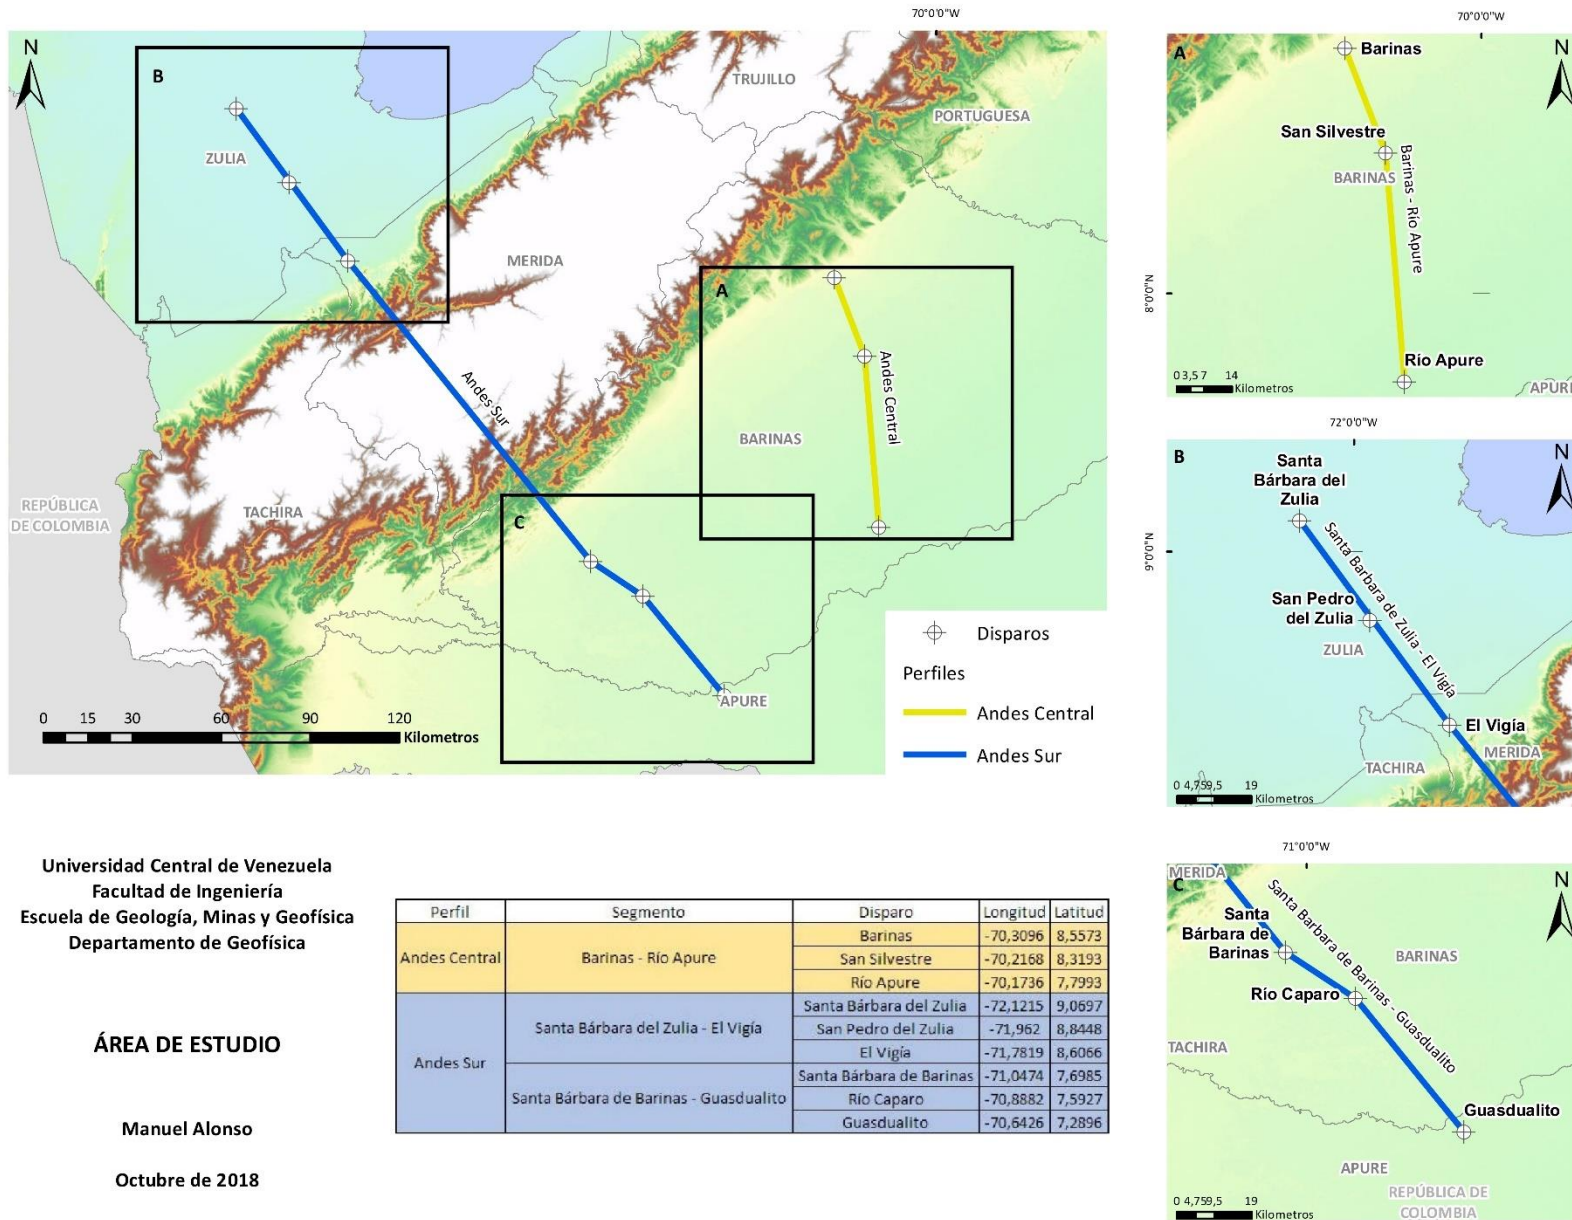 70°0'0"W
N
B
TRUJILLO
PORTUGUESA
ZULIA
MERIDA
A
Andes Sur
Andes Central
BARINAS
REPÚBLICA
DE COLOMBIA
TACHIRA
C
APURE
0 15 30 60 90 120
Kilometros
Disparos
Perfiles
Andes Central
Andes Sur
70°0'0"W
A
N
Barinas
San Silvestre
BARINAS
Barinas - Río Apure
8°0'0"N
Río Apure
0 3,5 7 14
Kilometros
APURE
72°0'0"W
B
N
Santa
Bárbara del
Zulia
9°0'0"N
Santa Barbara de Zulia - El Vigía
San Pedro
del Zulia
ZULIA
El Vigía
MERIDA
TACHIRA
0 4,75 9,5 19
Kilometros
71°0'0"W
MERIDA
C
N
Santa
Bárbara de
Barinas
Santa Barbara de Barinas - Guasdualito
BARINAS
Río Caparo
TACHIRA
Guasdualito
APURE
REPÚBLICA DE
COLOMBIA
0 4,75 9,5 19
Kilometros
Universidad Central de Venezuela
Facultad de Ingeniería
Escuela de Geología, Minas y Geofísica
Departamento de Geofísica
ÁREA DE ESTUDIO
Manuel Alonso
Octubre de 2018
Perfil Segmento Disparo Longitud Latitud
Andes Central Barinas - Río Apure Barinas -70,3096 8,5573
San Silvestre -70,2168 8,3193
Río Apure -70,1736 7,7993
Andes Sur Santa Bárbara del Zulia - El Vigía Santa Bárbara del Zulia -72,1215 9,0697
San Pedro del Zulia -71,962 8,8448
El Vigía -71,7819 8,6066
Santa Bárbara de Barinas - Guasdualito Santa Bárbara de Barinas -71,0474 7,6985
Río Caparo -70,8882 7,5927
Guasdualito -70,6426 7,2896